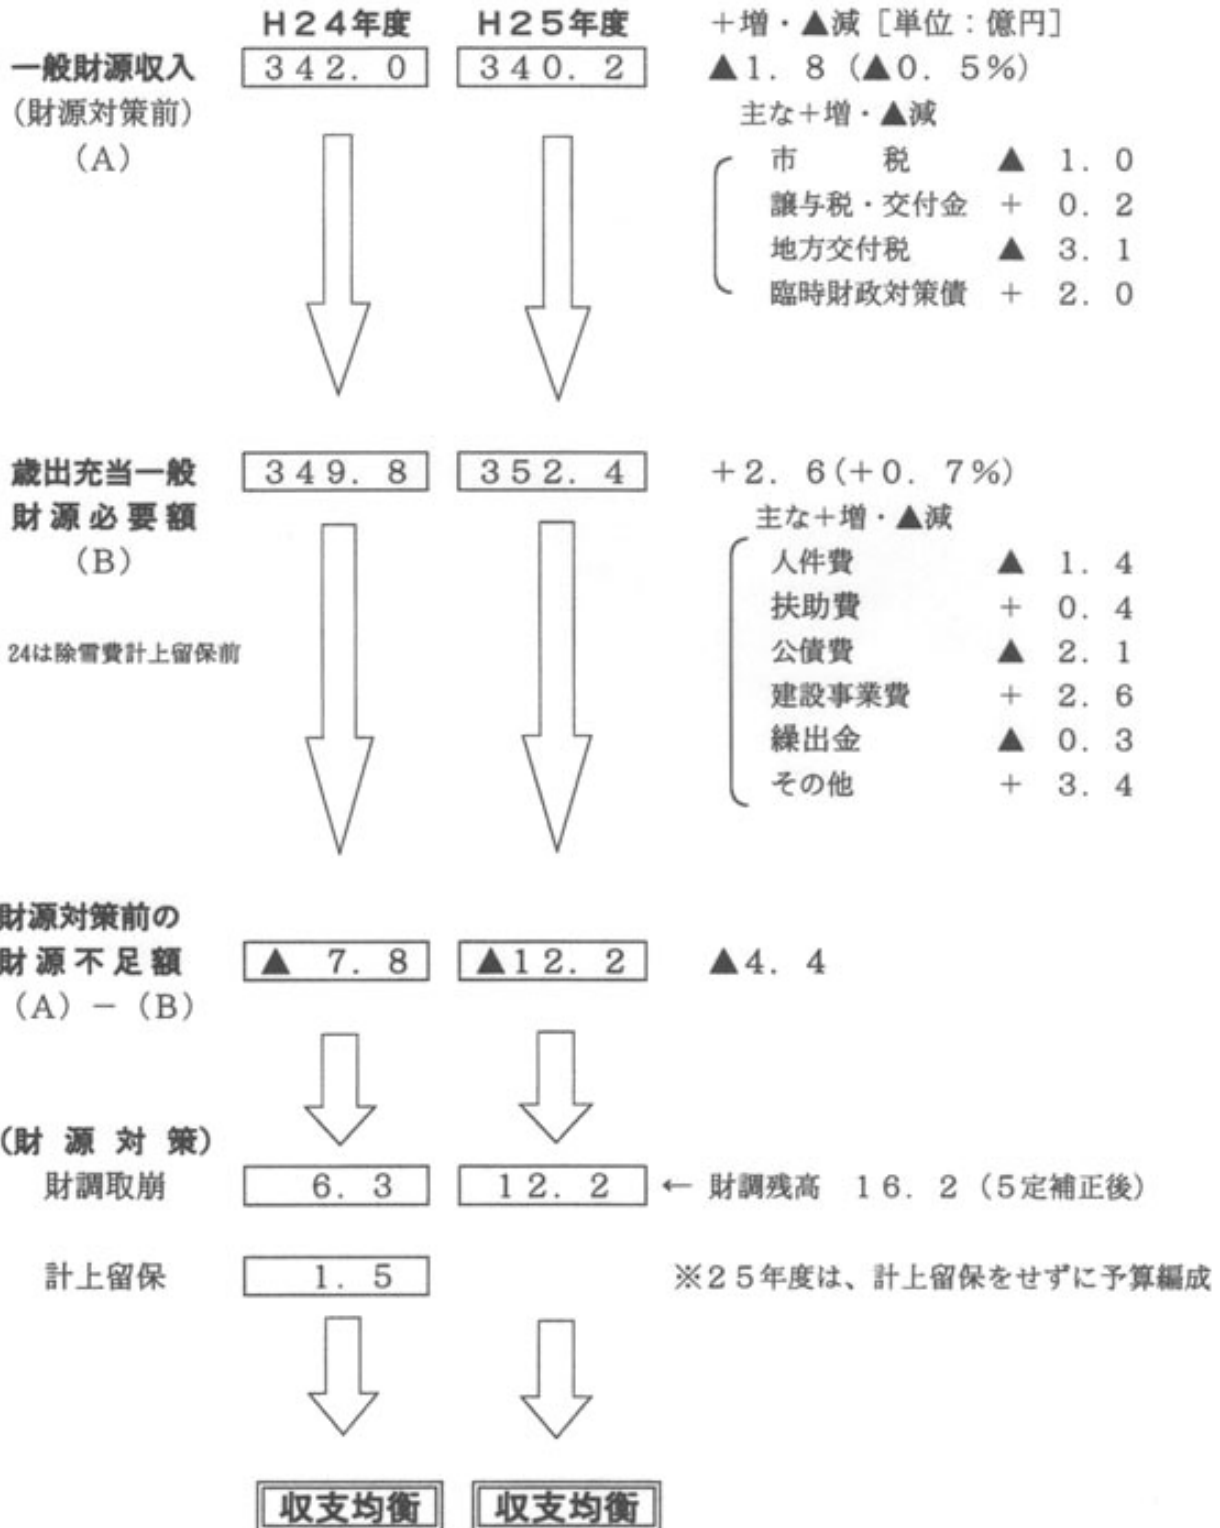 H24年度 H25年度 +増・▲減［単位：億円］
一般財源収入 342.0 340.2 ▲1.8（▲0.5%）
（財源対策前） 主な+増・▲減
（A）
市 税 ▲ 1.0
譲与税・交付金 + 0.2
地方交付税 ▲ 3.1
臨時財政対策債 + 2.0
歳出充当一般 349.8 352.4 +2.6(+0.7%)
財源必要額 主な+増・▲減
（B）
人件費 ▲ 1.4
扶助費 + 0.4
24は除雪費計上留保前
公債費 ▲ 2.1
建設事業費 + 2.6
繰出金 ▲ 0.3
その他 + 3.4
財源対策前の
財源不足額 ▲ 7.8 ▲12.2 ▲4.4
（A）－（B）
（財源対策）
財調取崩 6.3 12.2 ← 財調残高 16.2（5定補正後）
計上留保 1.5 ※25年度は、計上留保をせずに予算編成
収支均衡 収支均衡